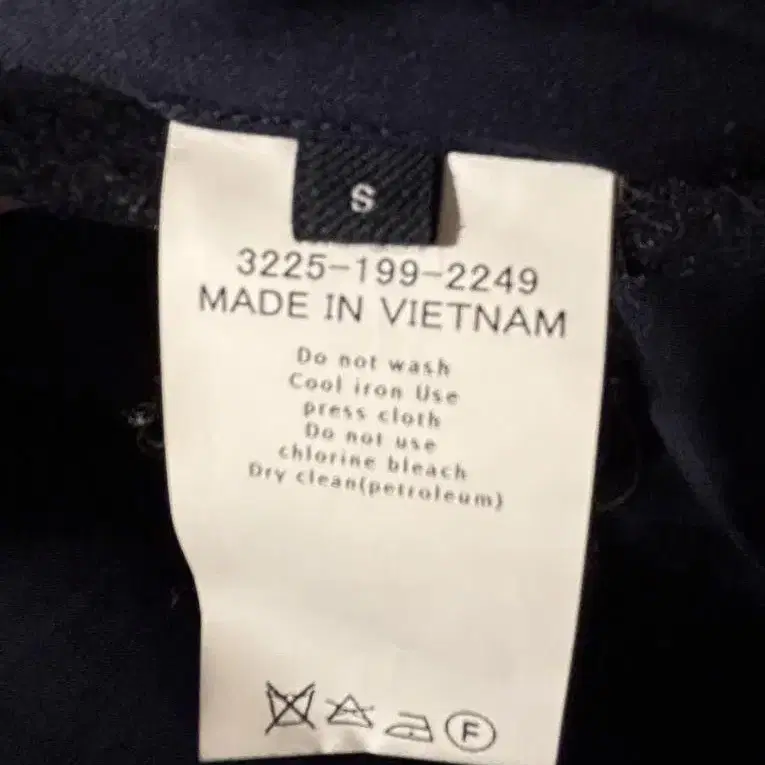 S
3225-199-2249
MADE IN VIETNAM
Do not wash
Cool iron Use
press cloth
Do not use
chlorine bleach
Dry clean(petroleum)
F